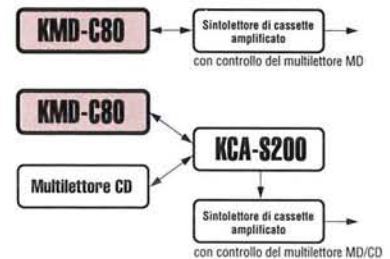 KMD-C80
Sintolettore di cassette
amplificato
con controllo del multilettore MD
KMD-C80
KCA-S200
Multilettore CD
Sintolettore di cassette
amplificato
con controllo del multilettore MD/CD